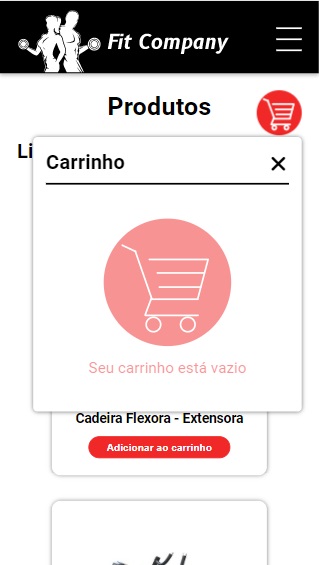 Fit Company
Produtos
Li
Carrinho
Seu carrinho está vazio
Cadeira Flexora - Extensora
Adicionar ao carrinho